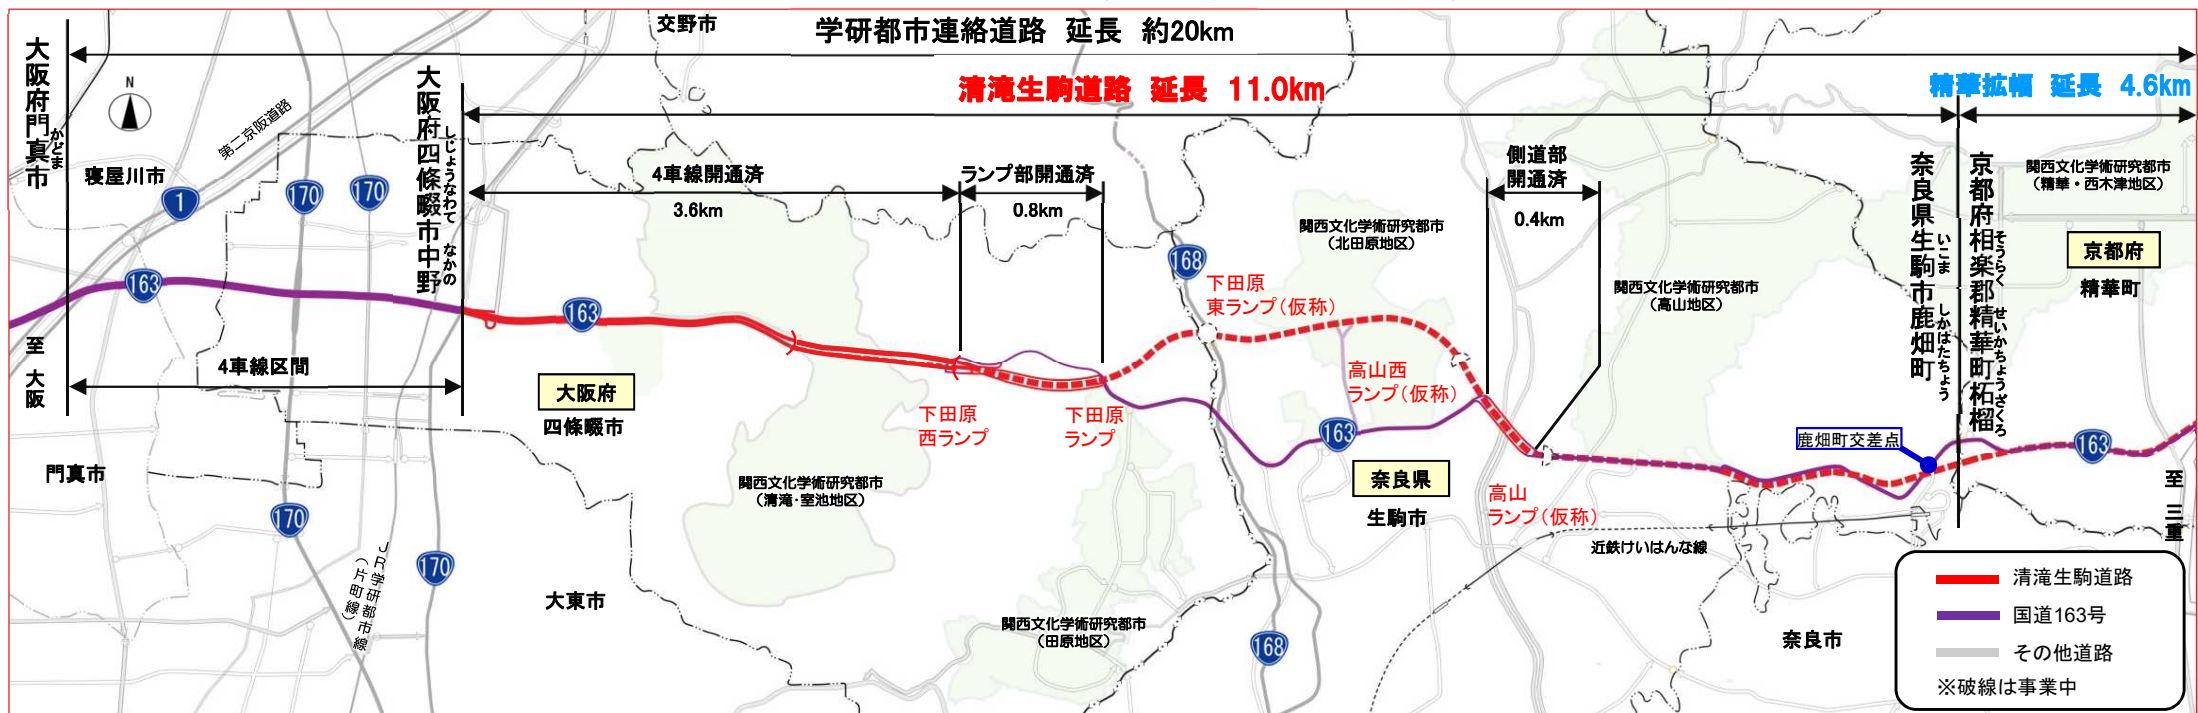 学研都市連絡道路 延長 約20km
清滝生駒道路 延長 11.0km
精華拡幅 延長 4.6km
大阪府門真市
かどま
N
第二京阪道路
寝屋川市
1
170
170
交野市
大阪府四條畷市中野
しじょうなわて なかの
4車線開通済
3.6km
ランプ部開通済
0.8km
側道部
開通済
0.4km
関西文化学術研究都市
（北田原地区）
関西文化学術研究都市
（高山地区）
奈良県生駒市鹿畑町
いこま しかばたちょう
京都府相楽郡精華町柘榴
そうらく せいかちょうざくろ
関西文化学術研究都市
（精華・西木津地区）
京都府
精華町
163
163
168
下田原
東ランプ（仮称）
至 大阪
4車線区間
大阪府
四條畷市
下田原
西ランプ
下田原
ランプ
高山西
ランプ（仮称）
163
鹿畑町交差点
163
門真市
関西文化学術研究都市
（清滝・室池地区）
奈良県
生駒市
高山
ランプ（仮称）
至 三重
170
170
JR学研都市線
（片町線）
大東市
近鉄けいはんな線
関西文化学術研究都市
（田原地区）
168
奈良市
清滝生駒道路
国道163号
その他道路
※破線は事業中